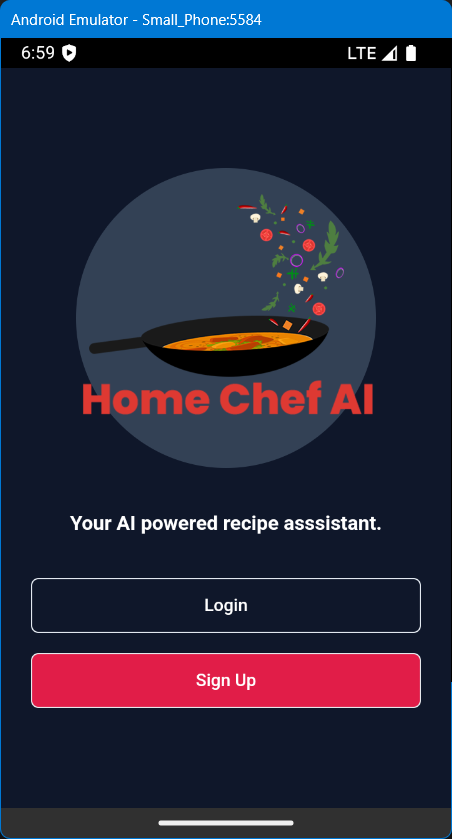 Android Emulator - Small_Phone:5584
6:59 LTE
Home Chef AI
Your AI powered recipe asssistant.
Login
Sign Up